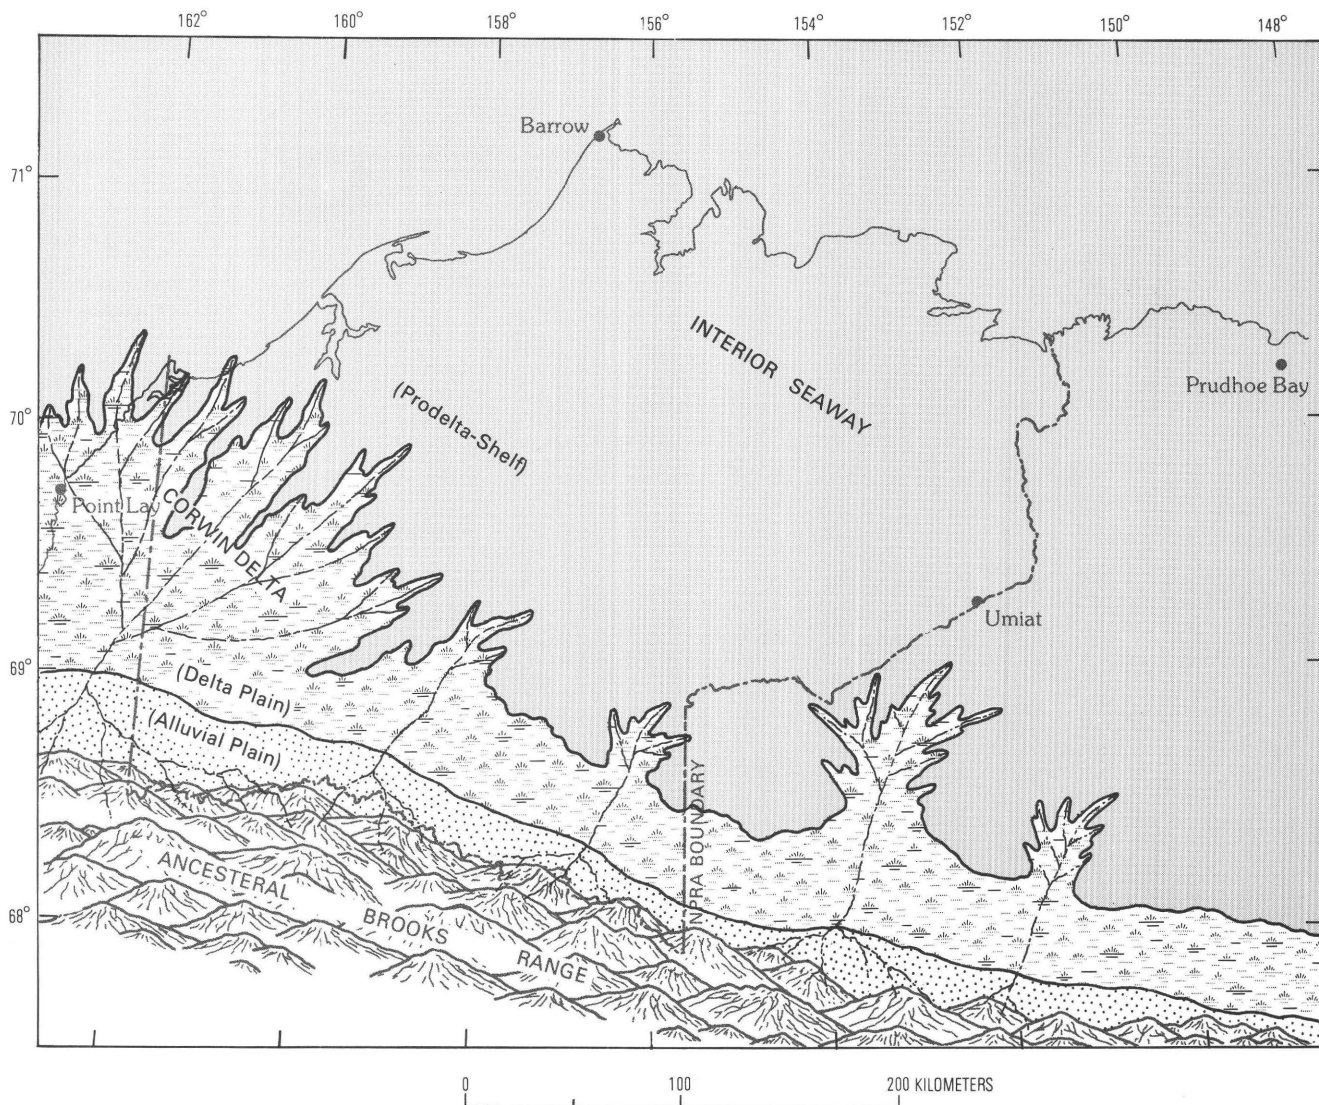 162° 160° 158° 156° 154° 152° 150° 148°
Barrow
71°
INTERIOR SEAWAY
Prudhoe Bay
(Prodelta-Shelf)
70°
Point Lay
CORWIN DELTA
Umiat
69°
(Delta Plain)
(Alluvial Plain)
NPRA BOUNDARY
ANCESTERAL
BROOKS
RANGE
68°
0 100 200 KILOMETERS